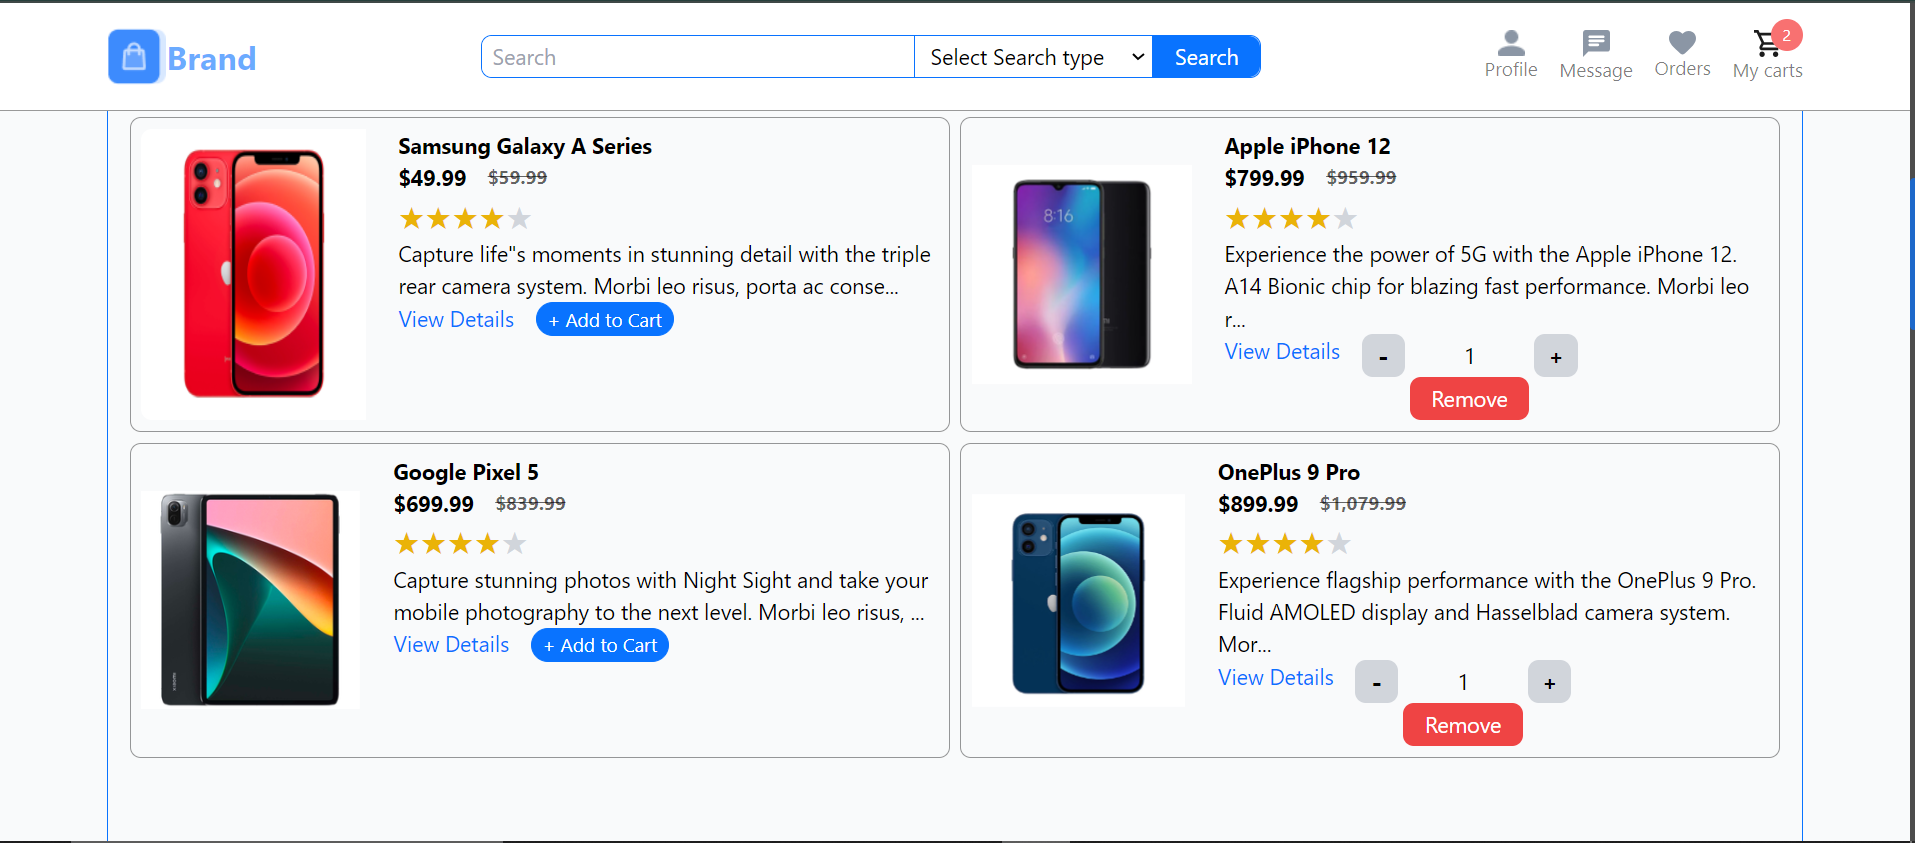 Brand
Search
Select Search type
Search
Profile
Message
Orders
2
My carts
Samsung Galaxy A Series
$49.99 $59.99
Capture life"s moments in stunning detail with the triple
rear camera system. Morbi leo risus, porta ac conse...
View Details + Add to Cart
8:16
Apple iPhone 12
$799.99 $959.99
Experience the power of 5G with the Apple iPhone 12.
A14 Bionic chip for blazing fast performance. Morbi leo
r...
View Details - 1 +
Remove
Google Pixel 5
$699.99 $839.99
Capture stunning photos with Night Sight and take your
mobile photography to the next level. Morbi leo risus, ...
View Details + Add to Cart
OnePlus 9 Pro
$899.99 $1,079.99
Experience flagship performance with the OnePlus 9 Pro.
Fluid AMOLED display and Hasselblad camera system.
Mor...
View Details - 1 +
Remove